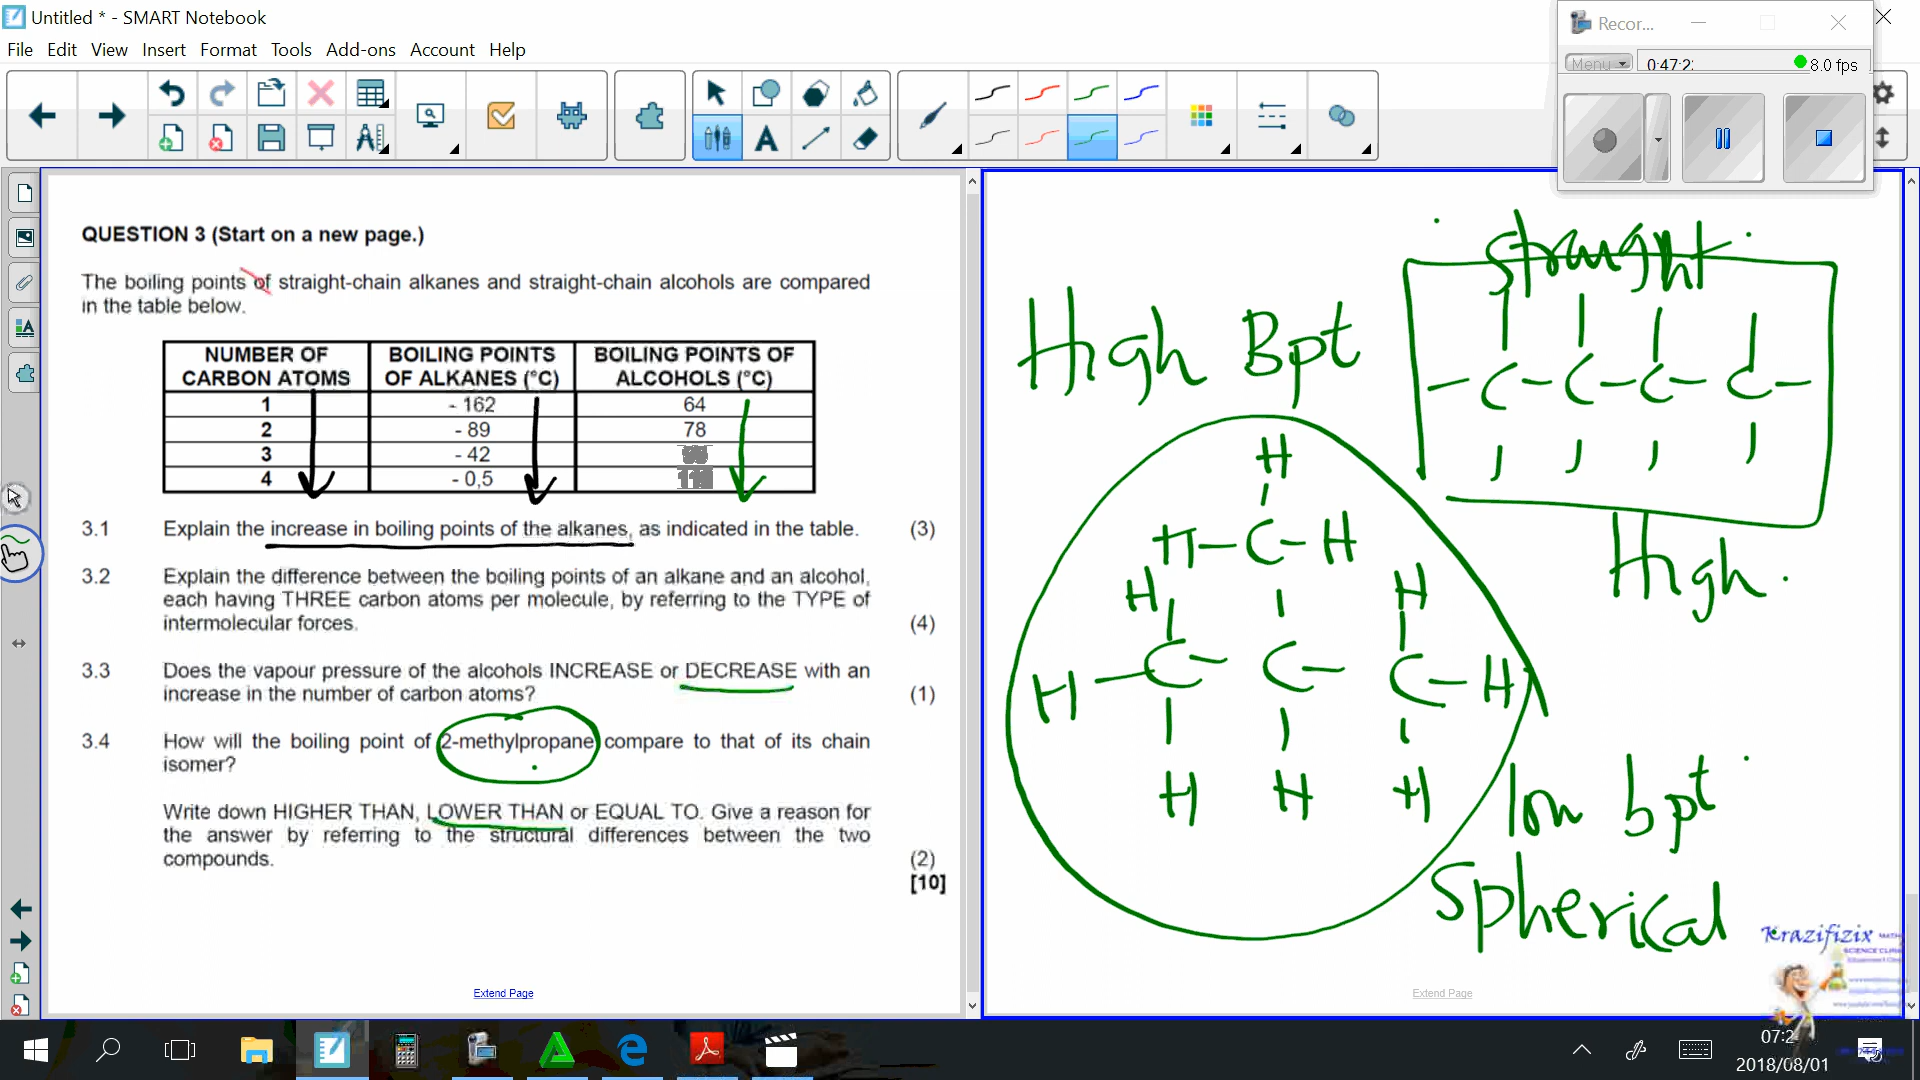 Untitled * - SMART Notebook
File Edit View Insert Format Tools Add-ons Account Help
Recor...
Menu
0:47:2
8.0 fps
QUESTION 3 (Start on a new page.)
The boiling points of straight-chain alkanes and straight-chain alcohols are compared
in the table below.
NUMBER OF CARBON ATOMS BOILING POINTS OF ALKANES (°C) BOILING POINTS OF ALCOHOLS (°C)
1 - 162 64
2 - 89 78
3 - 42
4 - 0,5
3.1 Explain the increase in boiling points of the alkanes, as indicated in the table. (3)
3.2 Explain the difference between the boiling points of an alkane and an alcohol,
each having THREE carbon atoms per molecule, by referring to the TYPE of
intermolecular forces. (4)
3.3 Does the vapour pressure of the alcohols INCREASE or DECREASE with an
increase in the number of carbon atoms? (1)
3.4 How will the boiling point of 2-methylpropane compare to that of its chain
isomer?
Write down HIGHER THAN, LOWER THAN or EQUAL TO. Give a reason for
the answer by referring to the structural differences between the two
compounds. (2)
[10]
Extend Page
straight
High Bpt
- C - C - C - C -
High.
H
H - C - H
H H
H - C - C - C - H
H H H
low bpt
Spherical
Krazifizix
Extend Page
07:2
2018/08/01